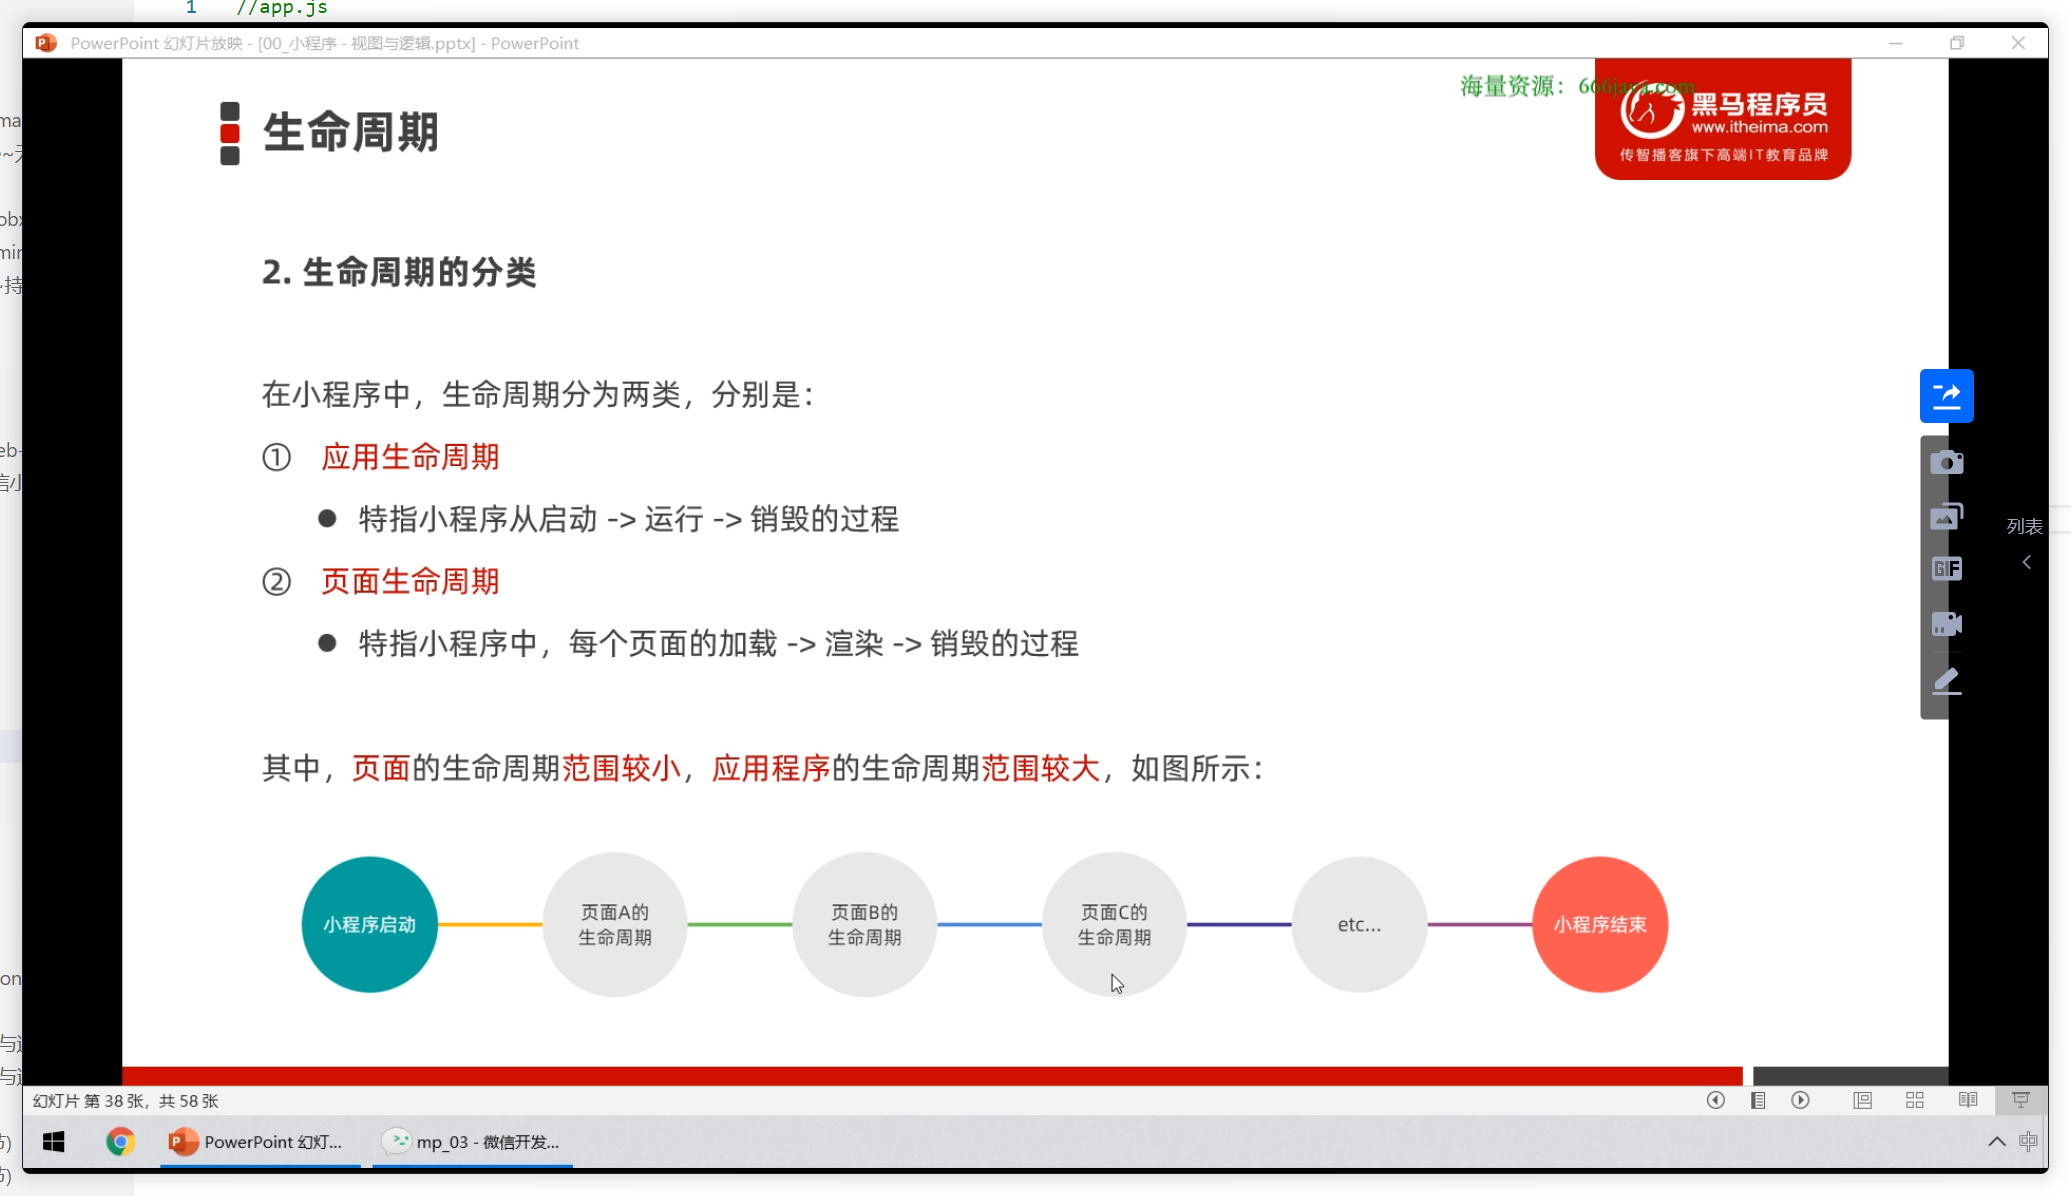 1 //app.js
PowerPoint 幻灯片放映 - [00_小程序 - 视图与逻辑.pptx] - PowerPoint
海量资源：666java.com
黑马程序员
www.itheima.com
传智播客旗下高端IT教育品牌
生命周期
2. 生命周期的分类
在小程序中，生命周期分为两类，分别是：
① 应用生命周期
● 特指小程序从启动 -> 运行 -> 销毁的过程
② 页面生命周期
● 特指小程序中，每个页面的加载 -> 渲染 -> 销毁的过程
其中，页面的生命周期范围较小，应用程序的生命周期范围较大，如图所示：
小程序启动
页面A的
生命周期
页面B的
生命周期
页面C的
生命周期
etc...
小程序结束
GIF
列表
幻灯片 第 38 张，共 58 张
PowerPoint 幻灯...
mp_03 - 微信开发...
中